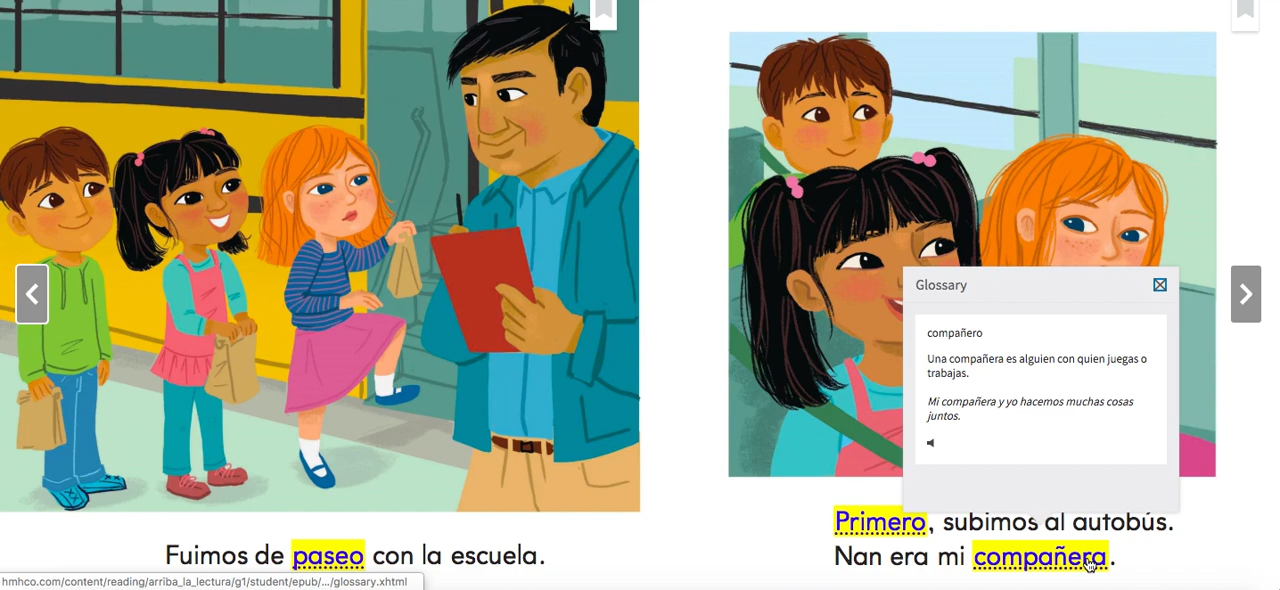 Fuimos de paseo con la escuela.
hmhco.com/content/reading/arriba_la_lectura/g1/student/epub/.../glossary.xhtml
Glossary
compañero
Una compañera es alguien con quien juegas o
trabajas.
Mi compañera y yo hacemos muchas cosas
juntos.
Primero, subimos al autobús.
Nan era mi compañera.